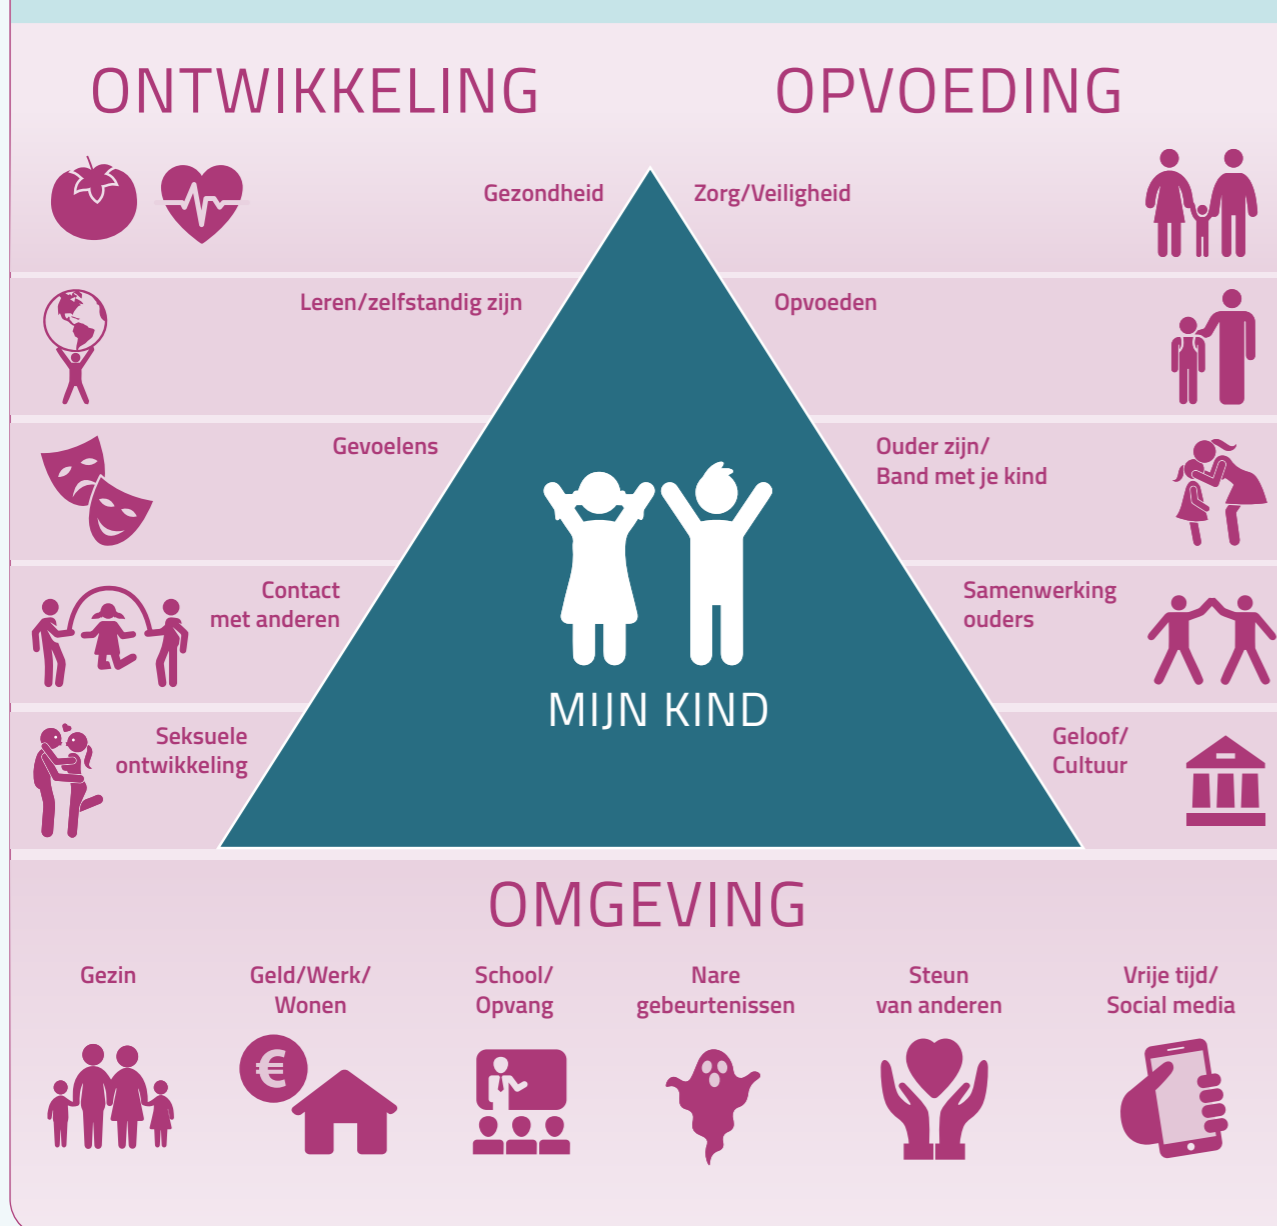 ONTWIKKELING
OPVOEDING
Gezondheid
Zorg/Veiligheid
Leren/zelfstandig zijn
Opvoeden
Gevoelens
Ouder zijn/
Band met je kind
Contact
met anderen
Samenwerking
ouders
Seksuele
ontwikkeling
Geloof/
Cultuur
MIJN KIND
OMGEVING
Gezin
Geld/Werk/
Wonen
€
School/
Opvang
Nare
gebeurtenissen
Steun
van anderen
Vrije tijd/
Social media